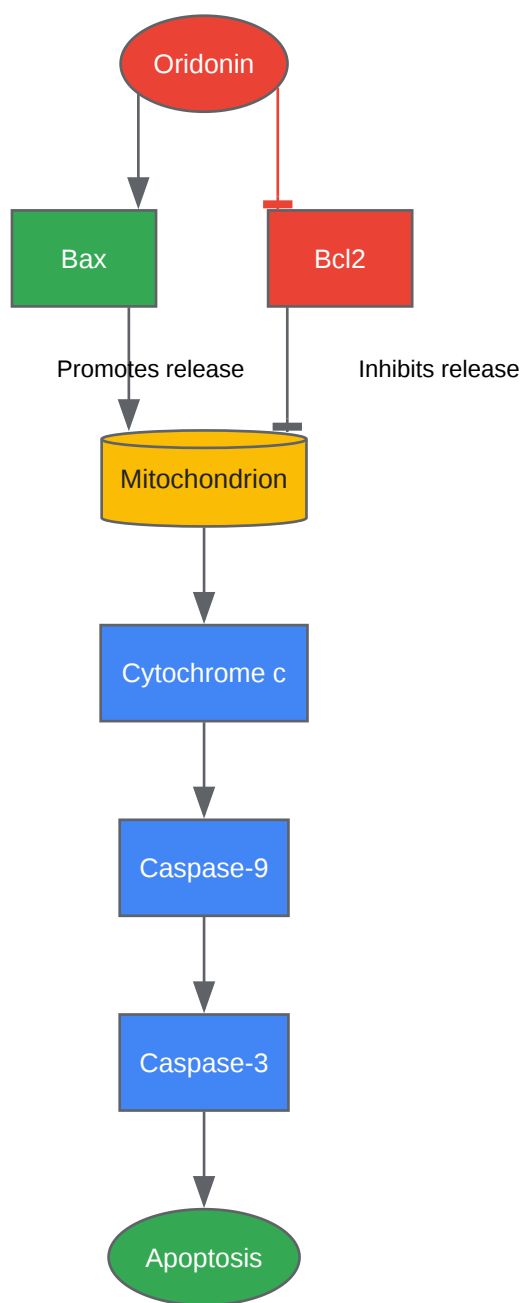 Oridonin
Bax
Bcl2
Promotes release
Inhibits release
Mitochondrion
Cytochrome c
Caspase-9
Caspase-3
Apoptosis